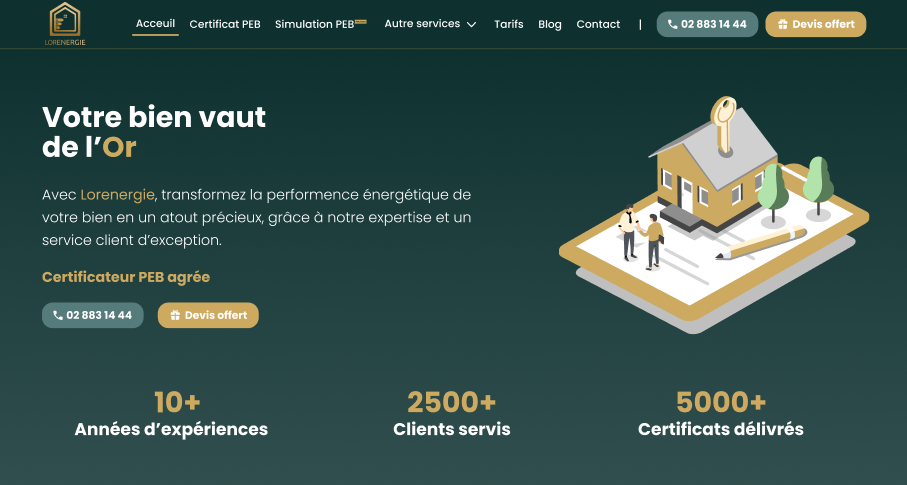 LORENERGIE
Acceuil Certificat PEB Simulation PEB Autre services Tarifs Blog Contact | 02 883 14 44 Devis offert
Votre bien vaut
de l’Or
Avec Lorenergie, transformez la performence énergétique de
votre bien en un atout précieux, grâce à notre expertise et un
service client d’exception.
Certificateur PEB agrée
02 883 14 44 Devis offert
10+ 2500+ 5000+
Années d’expériences Clients servis Certificats délivrés